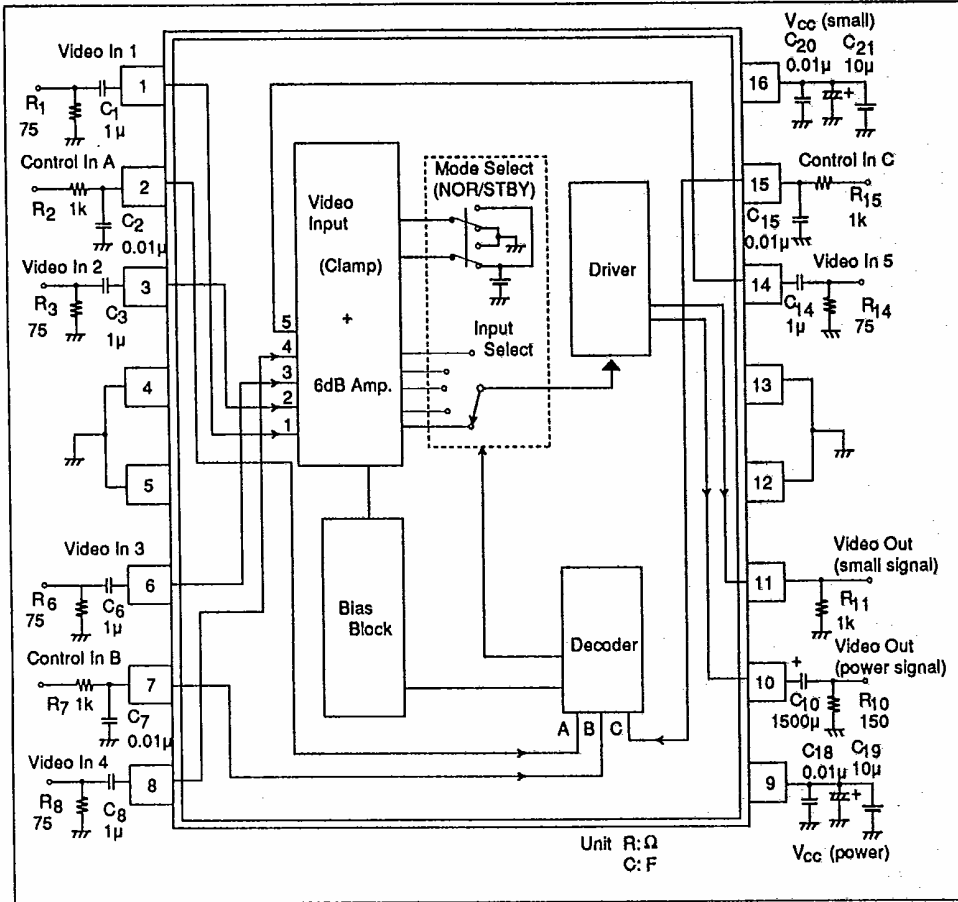 Video In 1
1
R1
75
C1
1μ
Control In A
2
R2
1k
C2
0.01μ
Video In 2
3
R3
75
C3
1μ
4
5
Video In 3
6
R6
75
C6
1μ
Control In B
7
R7 1k
C7
0.01μ
Video In 4
8
R8
75
C8
1μ
Video
Input
(Clamp)
+
6dB Amp.
5
4
3
2
1
Mode Select
(NOR/STBY)
Input
Select
Driver
Bias
Block
Decoder
A B C
VCC (small)
C20 C21
0.01μ 10μ
16
+
Control In C
15
R15
1k
C15
0.01μ
Video In 5
14
C14
1μ
R14
75
13
12
Video Out
(small signal)
11
R11
1k
Video Out
(power signal)
10
+
C10
1500μ
R10
150
9
C18 C19
0.01μ 10μ
+
VCC (power)
Unit R: Ω
C: F